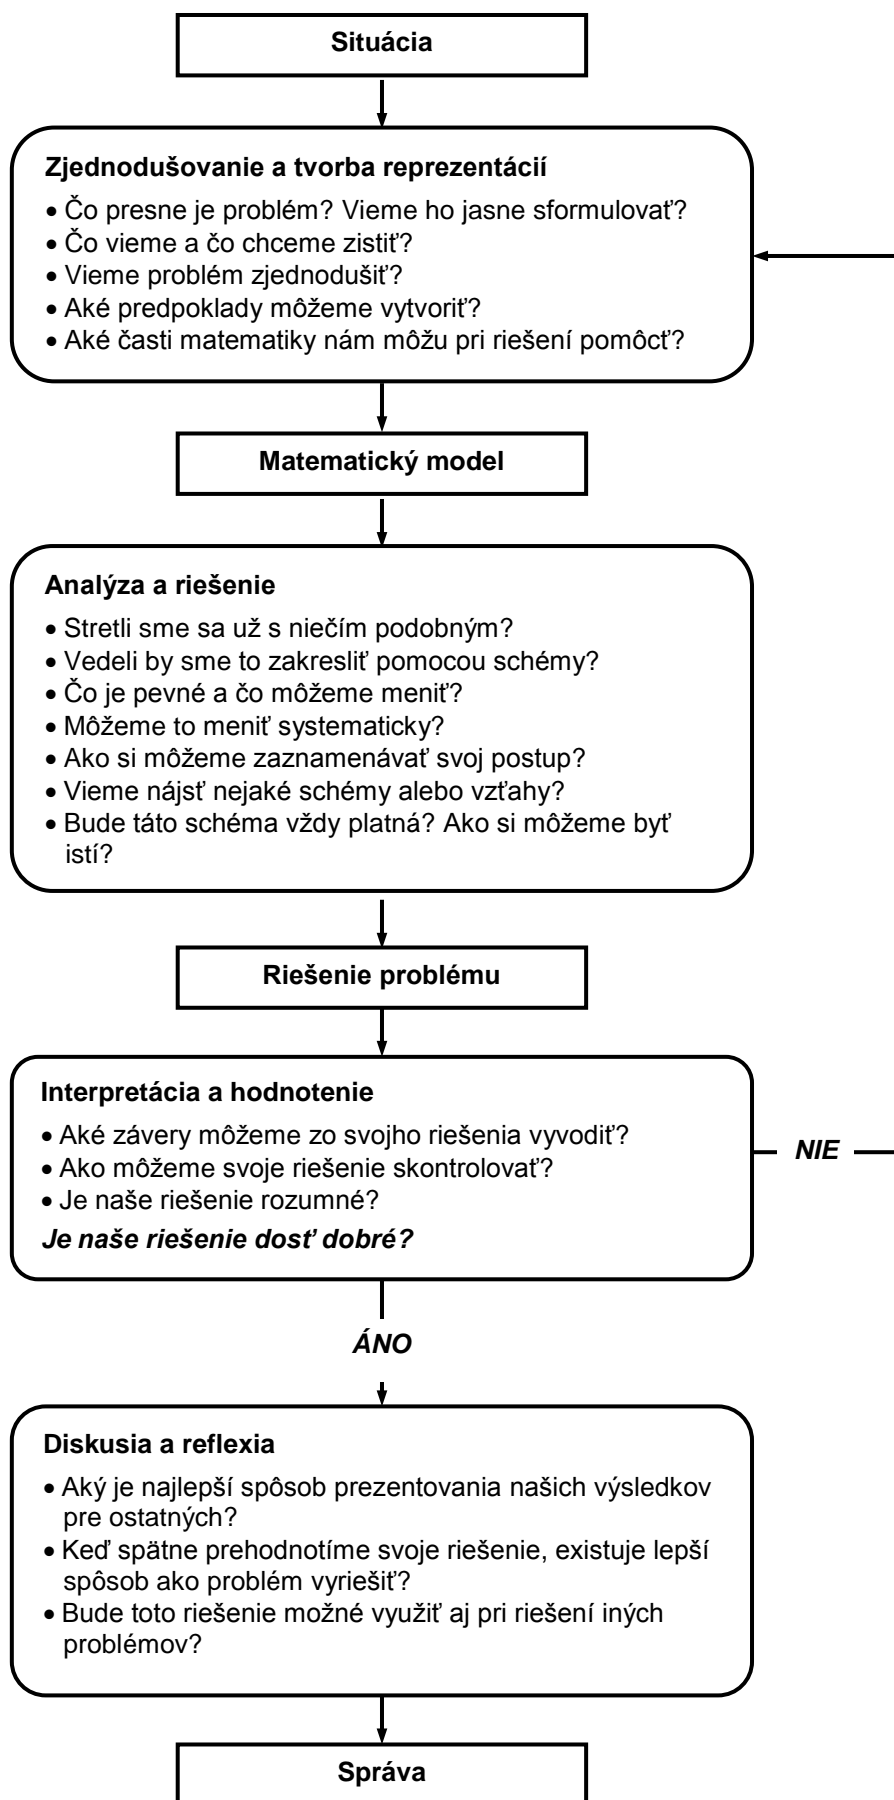 Situácia
Zjednodušovanie a tvorba reprezentácií
• Čo presne je problém? Vieme ho jasne sformulovať?
• Čo vieme a čo chceme zistiť?
• Vieme problém zjednodušiť?
• Aké predpoklady môžeme vytvoriť?
• Aké časti matematiky nám môžu pri riešení pomôcť?
Matematický model
Analýza a riešenie
• Stretli sme sa už s niečím podobným?
• Vedeli by sme to zakresliť pomocou schémy?
• Čo je pevné a čo môžeme meniť?
• Môžeme to meniť systematicky?
• Ako si môžeme zaznamenávať svoj postup?
• Vieme nájsť nejaké schémy alebo vzťahy?
• Bude táto schéma vždy platná? Ako si môžeme byť
istí?
Riešenie problému
Interpretácia a hodnotenie
• Aké závery môžeme zo svojho riešenia vyvodiť?
• Ako môžeme svoje riešenie skontrolovať?
• Je naše riešenie rozumné?
Je naše riešenie dosť dobré?
NIE
ÁNO
Diskusia a reflexia
• Aký je najlepší spôsob prezentovania našich výsledkov
pre ostatných?
• Keď spätne prehodnotíme svoje riešenie, existuje lepší
spôsob ako problém vyriešiť?
• Bude toto riešenie možné využiť aj pri riešení iných
problémov?
Správa